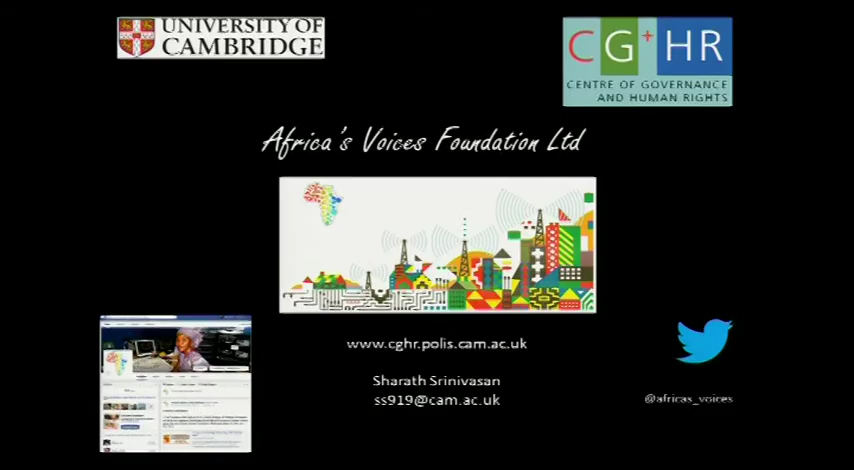 UNIVERSITY OF
CAMBRIDGE
CG+HR
CENTRE OF GOVERNANCE
AND HUMAN RIGHTS
Africa's Voices Foundation Ltd
www.cghr.polis.cam.ac.uk
Sharath Srinivasan
ss919@cam.ac.uk
@africas_voices